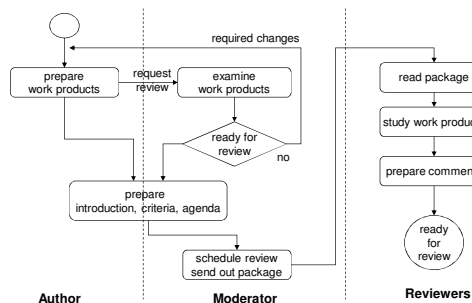 required changes
prepare
work products
request
review
examine
work products
read package
study work produc
ready for
review
no
prepare commen
prepare
introduction, criteria, agenda
ready
for
review
schedule review
send out package
Author
Moderator
Reviewers